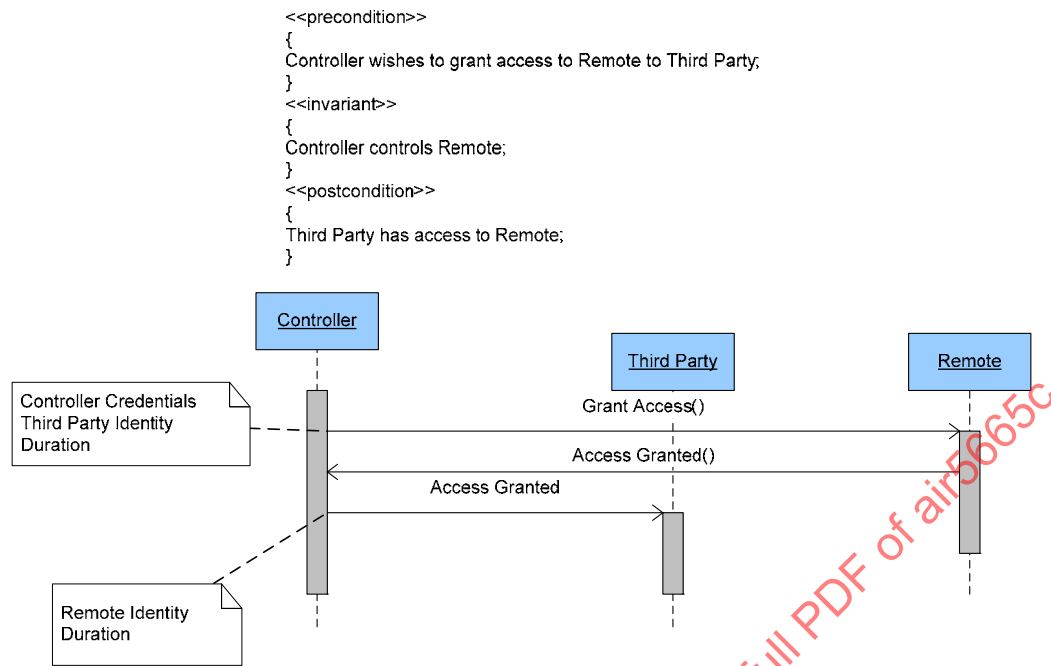 <<precondition>>
{
Controller wishes to grant access to Remote to Third Party;
}
<<invariant>>
{
Controller controls Remote;
}
<<postcondition>>
{
Third Party has access to Remote;
}
Controller
Third Party
Remote
Controller Credentials
Third Party Identity
Duration
Grant Access()
Access Granted()
Access Granted
Remote Identity
Duration
full PDF of air5665c